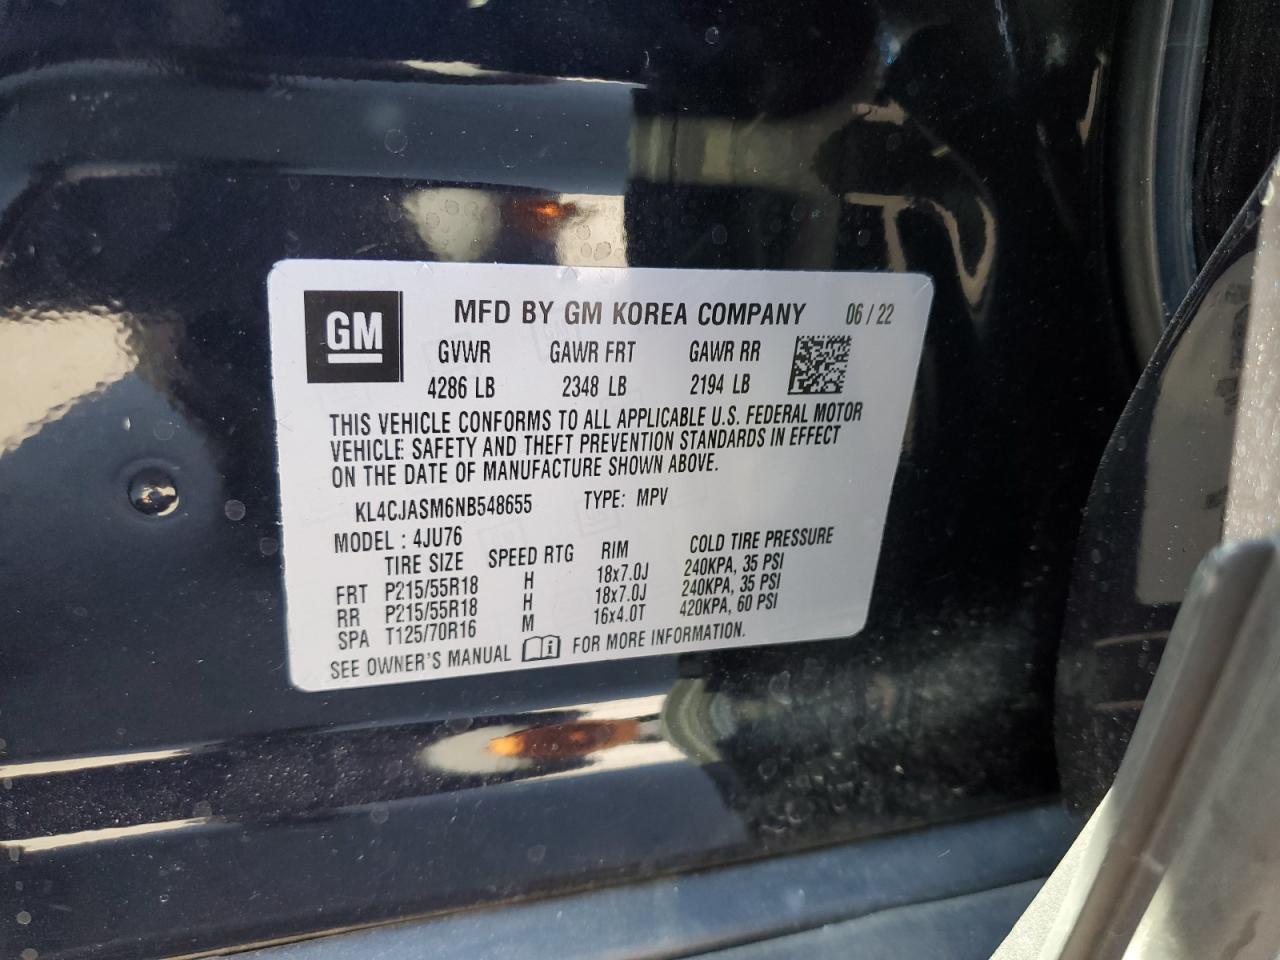 GM
MFD BY GM KOREA COMPANY 06 / 22
GVWR GAWR FRT GAWR RR
4286 LB 2348 LB 2194 LB
THIS VEHICLE CONFORMS TO ALL APPLICABLE U.S. FEDERAL MOTOR
VEHICLE SAFETY AND THEFT PREVENTION STANDARDS IN EFFECT
ON THE DATE OF MANUFACTURE SHOWN ABOVE.
KL4CJASM6NB548655 TYPE: MPV
MODEL : 4JU76
TIRE SIZE SPEED RTG RIM COLD TIRE PRESSURE
FRT P215/55R18 H 18x7.0J 240KPA, 35 PSI
RR P215/55R18 H 18x7.0J 240KPA, 35 PSI
SPA T125/70R16 M 16x4.0T 420KPA, 60 PSI
SEE OWNER'S MANUAL i FOR MORE INFORMATION.